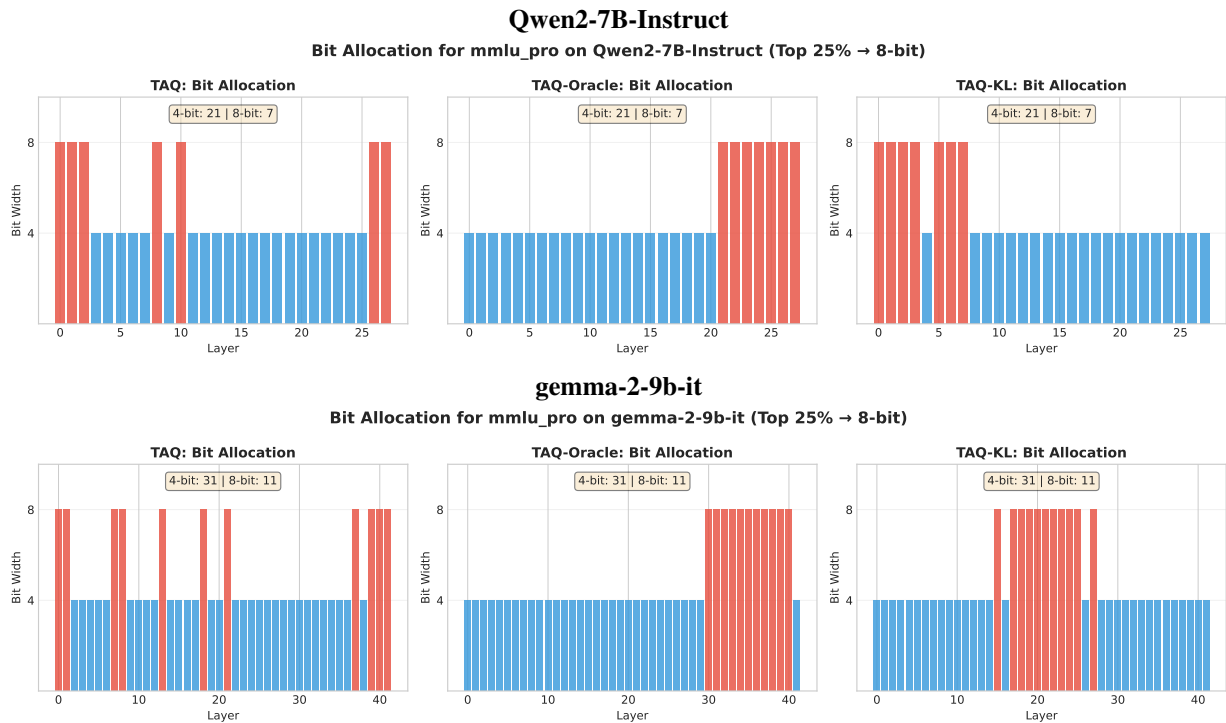 Qwen2-7B-Instruct
Bit Allocation for mmlu_pro on Qwen2-7B-Instruct (Top 25% → 8-bit)
TAQ: Bit Allocation
4-bit: 21 | 8-bit: 7
8
4
Bit Width
0 5 10 15 20 25
Layer
TAQ-Oracle: Bit Allocation
4-bit: 21 | 8-bit: 7
8
4
Bit Width
0 5 10 15 20 25
Layer
TAQ-KL: Bit Allocation
4-bit: 21 | 8-bit: 7
8
4
Bit Width
0 5 10 15 20 25
Layer
gemma-2-9b-it
Bit Allocation for mmlu_pro on gemma-2-9b-it (Top 25% → 8-bit)
TAQ: Bit Allocation
4-bit: 31 | 8-bit: 11
8
4
Bit Width
0 10 20 30 40
Layer
TAQ-Oracle: Bit Allocation
4-bit: 31 | 8-bit: 11
8
4
Bit Width
0 10 20 30 40
Layer
TAQ-KL: Bit Allocation
4-bit: 31 | 8-bit: 11
8
4
Bit Width
0 10 20 30 40
Layer